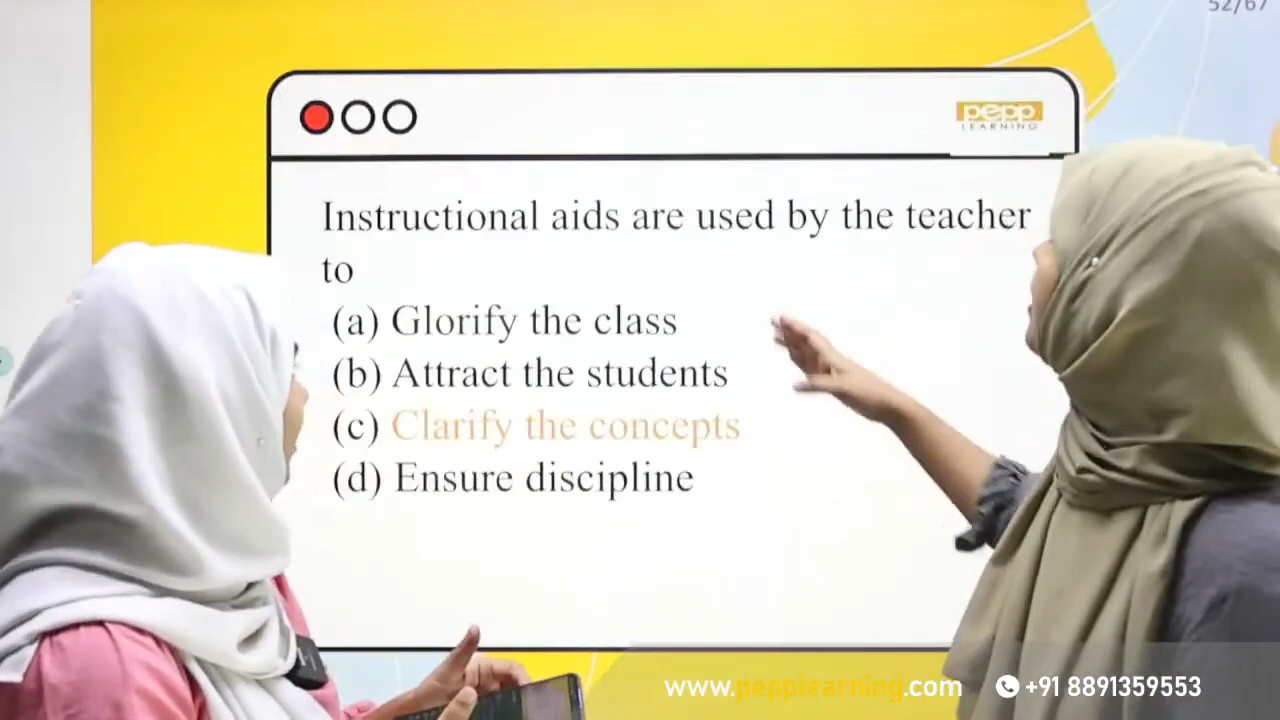 52/67
pepp
LEARNING
Instructional aids are used by the teacher
to
(a) Glorify the class
(b) Attract the students
(c) Clarify the concepts
(d) Ensure discipline
www.pepplearning.com +91 8891359553